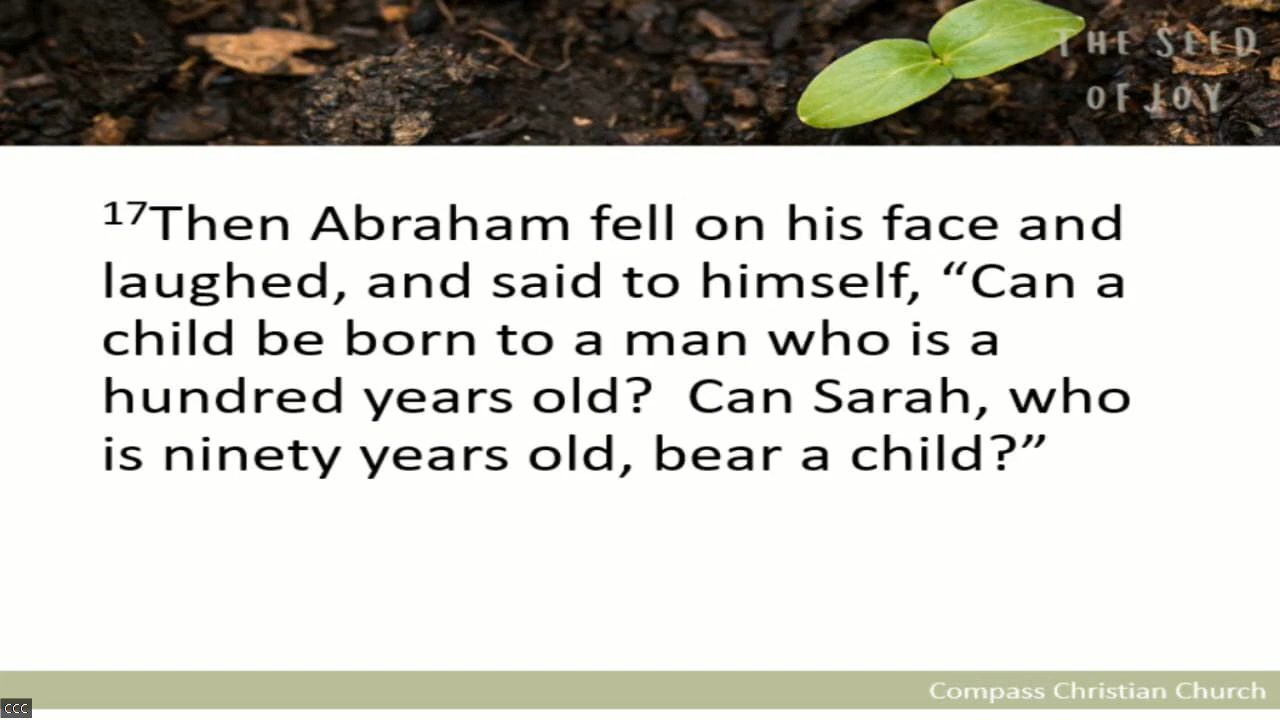 THE SEED
OF JOY
¹⁷Then Abraham fell on his face and
laughed, and said to himself, “Can a
child be born to a man who is a
hundred years old?  Can Sarah, who
is ninety years old, bear a child?”
Compass Christian Church
CCC